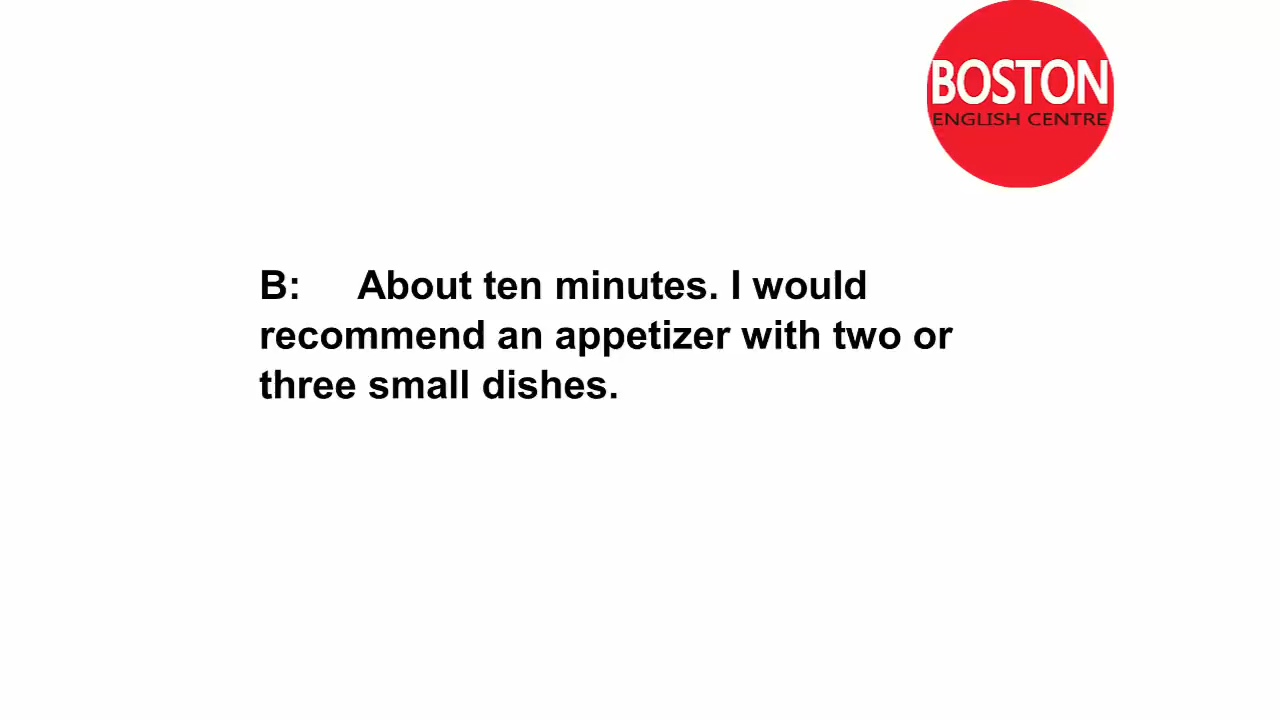 BOSTON
ENGLISH CENTRE
B: About ten minutes. I would
recommend an appetizer with two or
three small dishes.